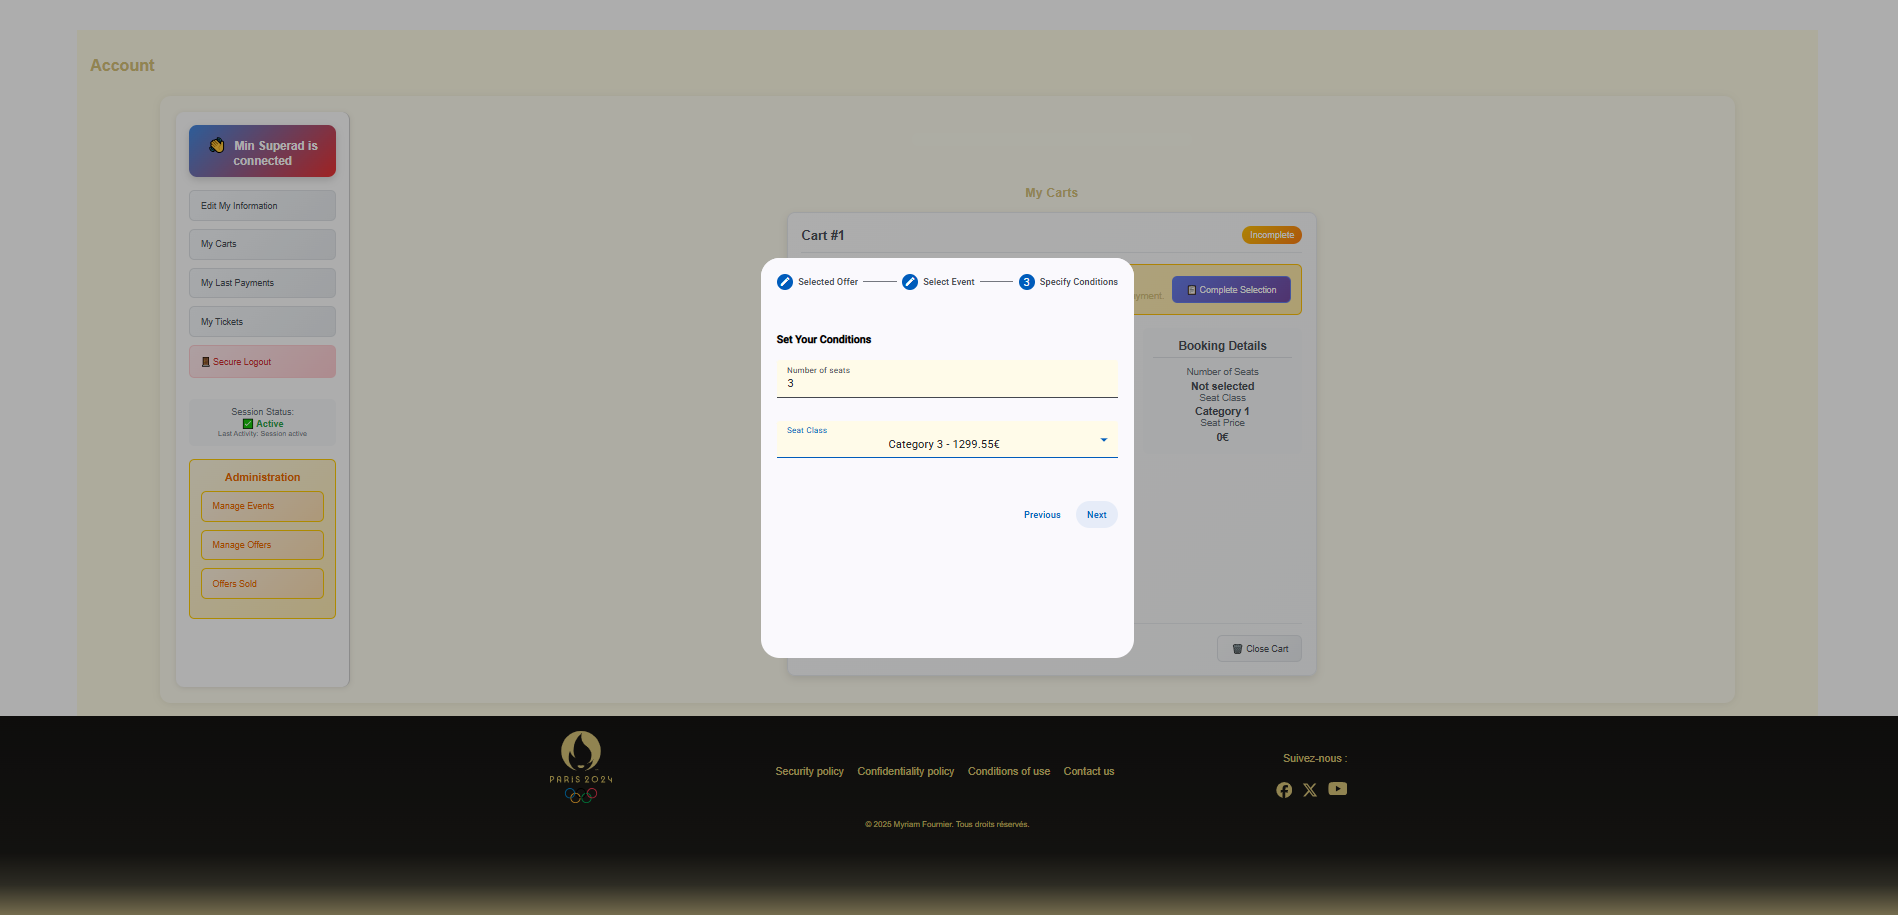 Account
Min Superad is
connected
Edit My Information
My Carts
My Last Payments
My Tickets
Secure Logout
Session Status:
Active
Last Activity: Session active
Administration
Manage Events
Manage Offers
Offers Sold
My Carts
Cart #1
Incomplete
Complete Selection
Booking Details
Number of Seats
Not selected
Seat Class
Category 1
Seat Price
0€
Close Cart
Selected Offer
Select Event
3 Specify Conditions
Set Your Conditions
Number of seats
3
Seat Class
Category 3 - 1299.55€
Previous
Next
PARIS 2024
Security policy
Confidentiality policy
Conditions of use
Contact us
Suivez-nous :
© 2025 Myriam Fournier. Tous droits réservés.